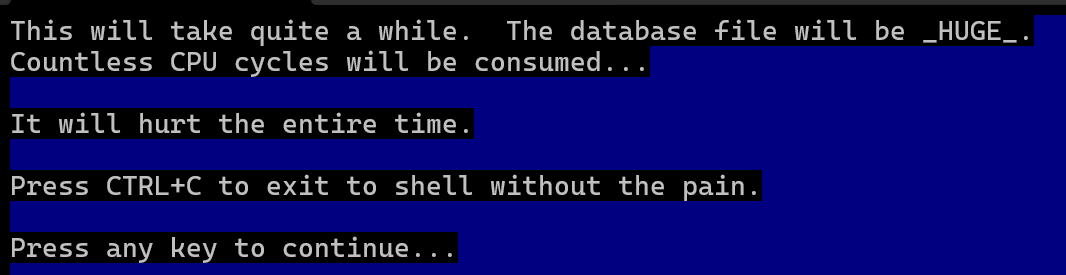 This will take quite a while.  The database file will be _HUGE_.
Countless CPU cycles will be consumed...
It will hurt the entire time.
Press CTRL+C to exit to shell without the pain.
Press any key to continue...